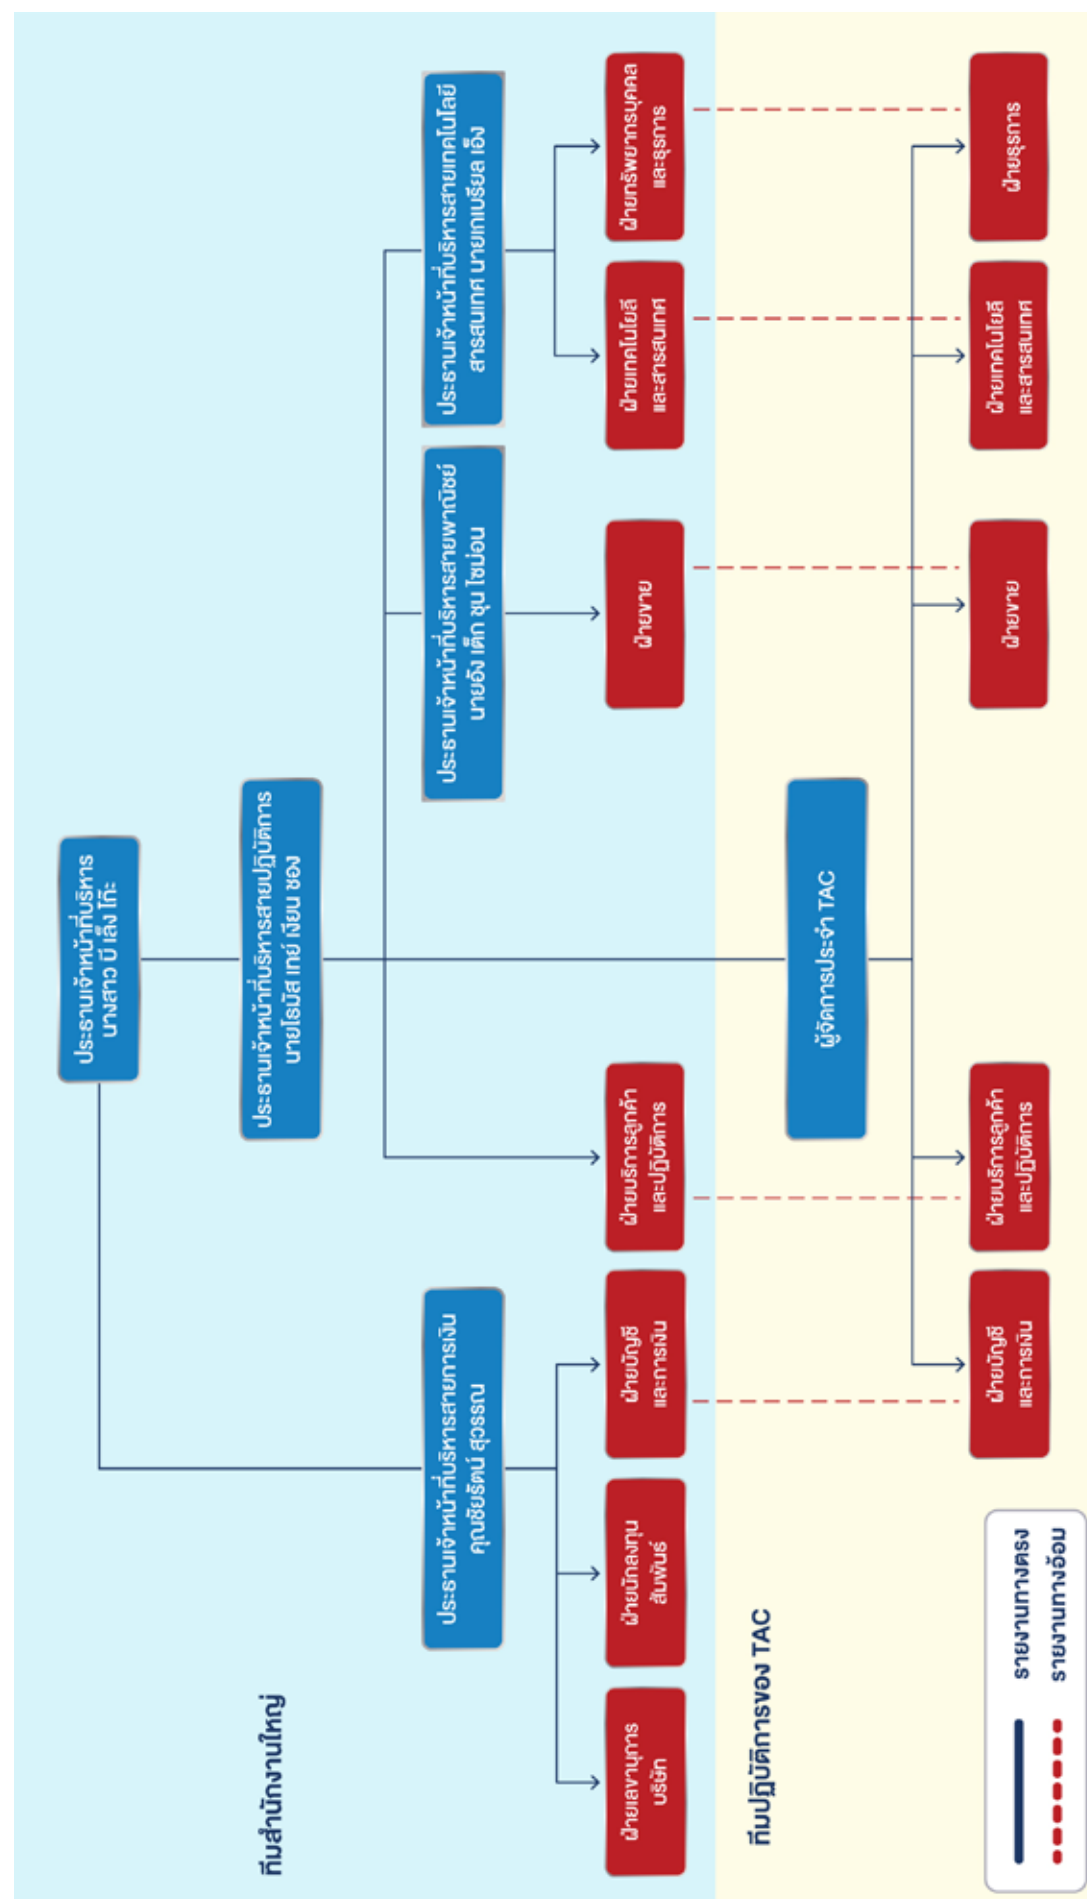 ทีมสำนักงานใหญ่
ประธานเจ้าหน้าที่บริหาร
นางสาว บี เล็ง โก๊ะ
ประธานเจ้าหน้าที่บริหารสายปฏิบัติการ
นายโธมัส เทย์ เงียน ชอง
ประธานเจ้าหน้าที่บริหารสายการเงิน
คุณชัยรัตน์ สุวรรณ
ประธานเจ้าหน้าที่บริหารสายพาณิชย์
นายอึ้ง เต็ก ชุน ไซม่อน
ประธานเจ้าหน้าที่บริหารสายเทคโนโลยี
สารสนเทศ นายเกเบรียล เอ็ง
ฝ่ายเลขานุการ
บริษัท
ฝ่ายนักลงทุน
สัมพันธ์
ฝ่ายบัญชี
และการเงิน
ฝ่ายบริการลูกค้า
และปฏิบัติการ
ฝ่ายขาย
ฝ่ายเทคโนโยลี
และสารสนเทศ
ฝ่ายทรัพยากรบุคคล
และธุรการ
ทีมปฏิบัติการของ TAC
ผู้จัดการประจำ TAC
ฝ่ายบัญชี
และการเงิน
ฝ่ายบริการลูกค้า
และปฏิบัติการ
ฝ่ายขาย
ฝ่ายเทคโนโยลี
และสารสนเทศ
ฝ่ายธุรการ
รายงานทางตรง
รายงานทางอ้อม